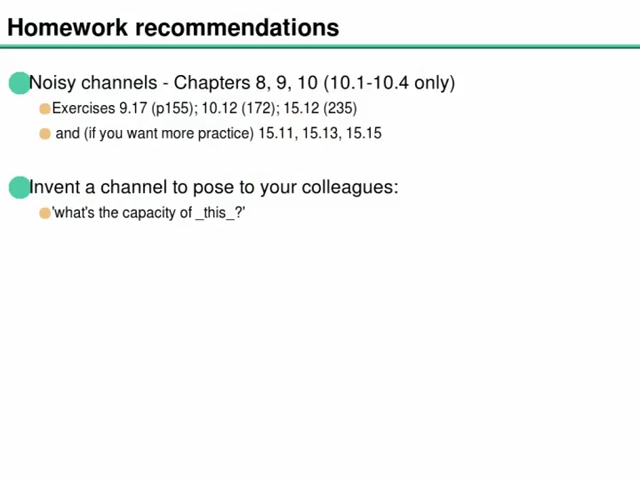 Homework recommendations
Noisy channels - Chapters 8, 9, 10 (10.1-10.4 only)
Exercises 9.17 (p155); 10.12 (172); 15.12 (235)
and (if you want more practice) 15.11, 15.13, 15.15
Invent a channel to pose to your colleagues:
'what's the capacity of _this_?'